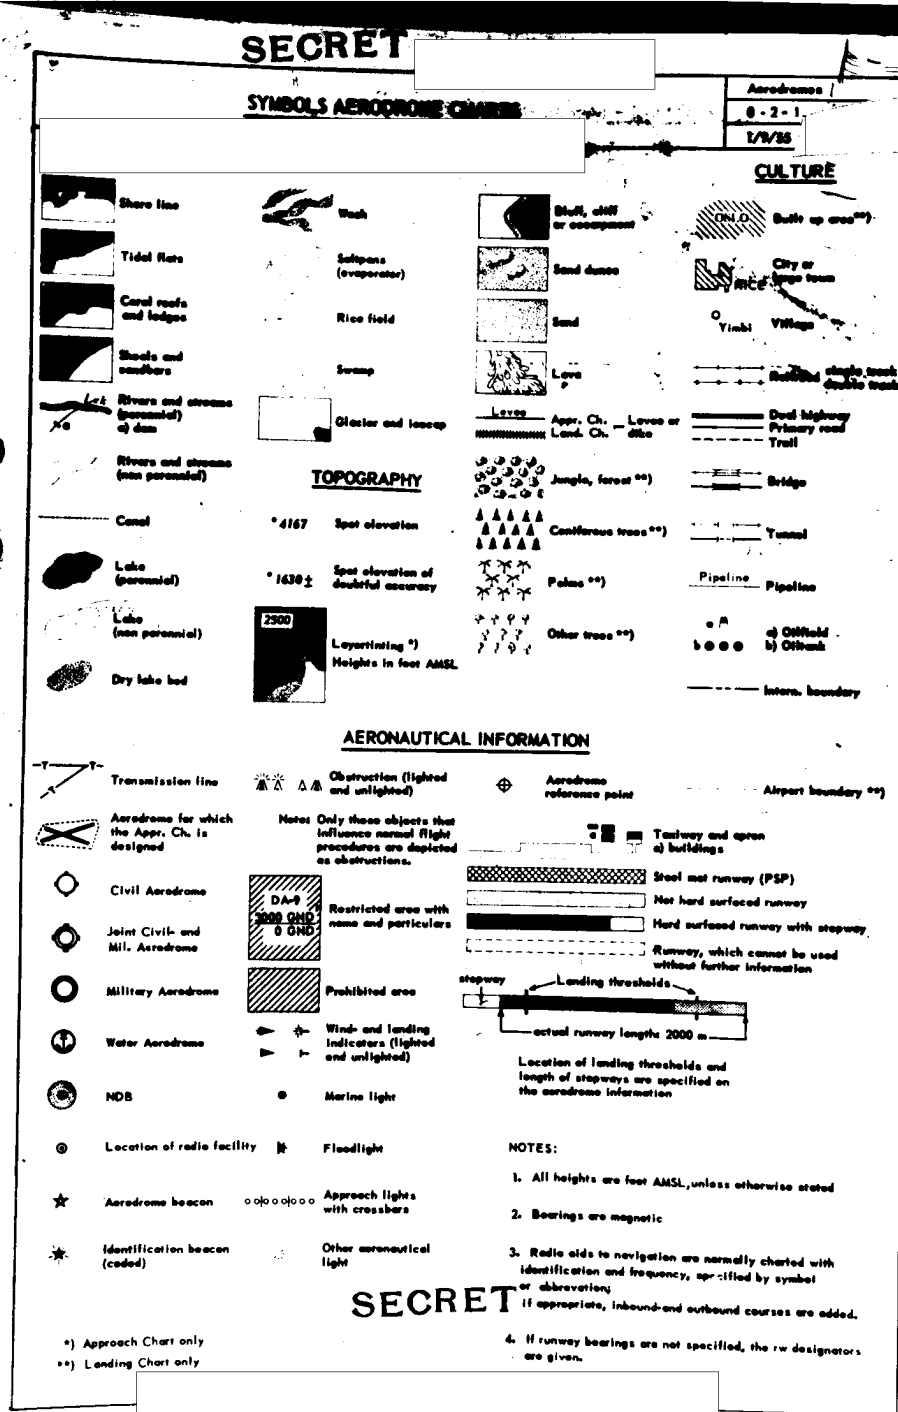 SECRET
SYMBOLS AERODROME CHARTS
Aerodromes
8 - 2 - 1
1/9/55
CULTURE
Shore line
Tidal flats
Coral reefs
and ledges
Shoals and
sandbars
Rivers and streams
(perennial)
a) dam
Rivers and streams
(non perennial)
Canal
Lake
(perennial)
Lake
(non perennial)
Dry lake bed
Wash
Saltpans
(evaporator)
Rice field
Swamp
Glacier and icecap
TOPOGRAPHY
4167
Spot elevation
1630±
Spot elevation of
doubtful accuracy
2500
Layertinting *)
Heights in feet AMSL
Bluff, cliff
or escarpment
Sand dunes
Sand
Lava
Levee
Appr. Ch.
Land. Ch.
Levee or
dike
Jungle, forest **)
Coniferous trees **)
Palms **)
Other trees **)
Built up area **)
City or
large town
Yimbi
Village
Railroad
single track
double track
Dual highway
Primary road
Trail
Bridge
Tunnel
Pipeline
Pipeline
a
b
a) Oilfield
b) Oiltank
Intern. boundary
AERONAUTICAL INFORMATION
Transmission line
Aerodrome for which
the Appr. Ch. is
designed
Civil Aerodrome
Joint Civil- and
Mil. Aerodrome
Military Aerodrome
Water Aerodrome
NDB
Location of radio facility
Aerodrome beacon
Identification beacon
(coded)
Obstruction (lighted
and unlighted)
Note: Only those objects that
influence normal flight
procedures are depicted
as obstructions.
DA-9
3000 GND
0 GND
Restricted area with
name and particulars
Prohibited area
Wind- and landing
indicators (lighted
and unlighted)
Marine light
Floodlight
Approach lights
with crossbars
Other aeronautical
light
Aerodrome
reference point
Airport boundary **)
Taxiway and apron
a) buildings
Steel mat runway (PSP)
Not hard surfaced runway
Hard surfaced runway with stopway
Runway, which cannot be used
without further information
stopway
Landing thresholds
actual runway length: 2000 m
Location of landing thresholds and
length of stopways are specified on
the aerodrome information
NOTES:
1. All heights are feet AMSL, unless otherwise stated
2. Bearings are magnetic
3. Radio aids to navigation are normally charted with
identification and frequency, specified by symbol
or abbrevation;
if appropriate, inbound-and outbound courses are added.
4. If runway bearings are not specified, the rw designators
are given.
SECRET
*) Approach Chart only
**) Landing Chart only